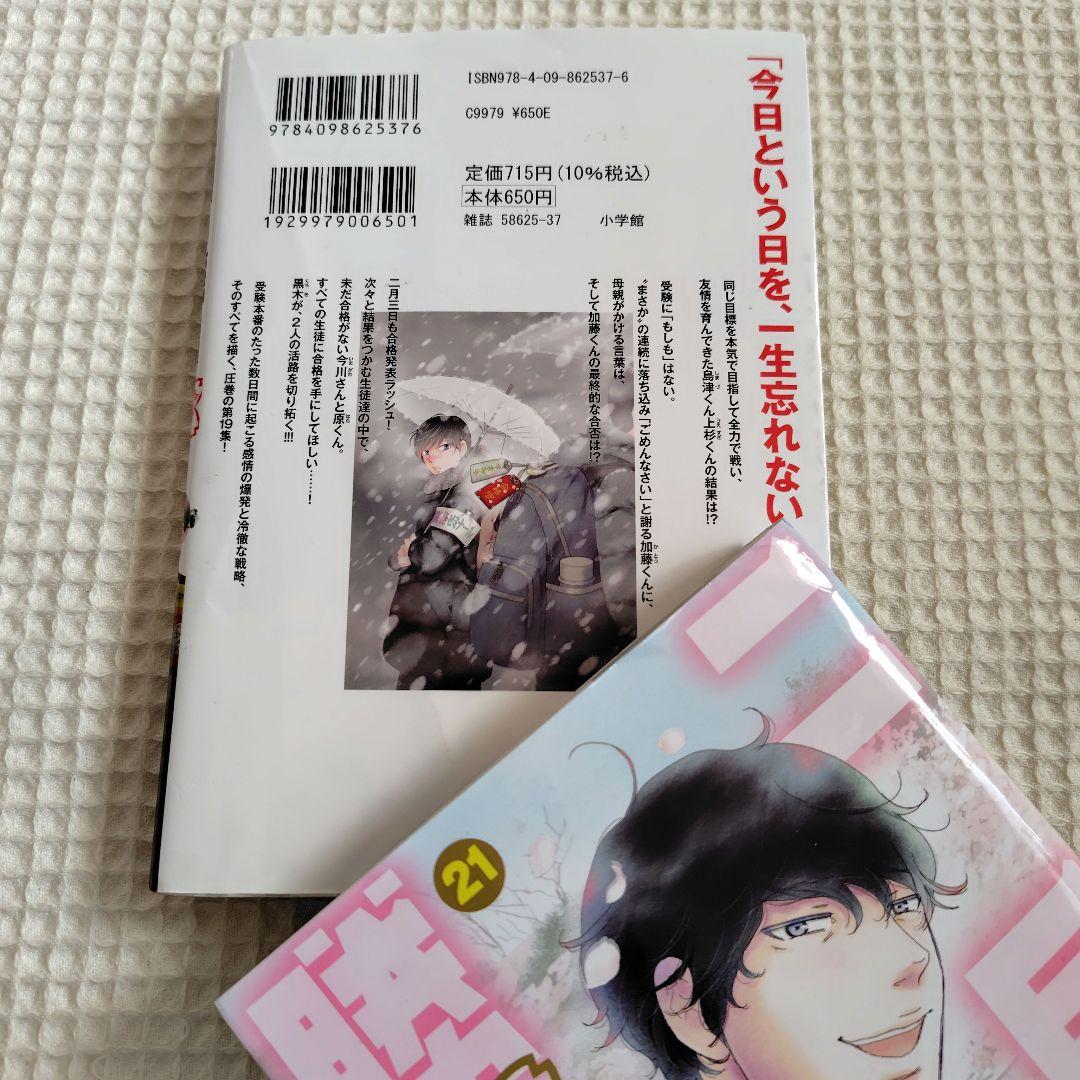 ISBN978-4-09-862537-6
9784098625376
C9979 ¥650E
定価715円(10%税込)
本体650円
1929979006501
雑誌 58625-37 小学館
「今日という日を、一生忘れない
同じ目標を本気で目指して全力で戦い、
友情を育んできた島津くん上杉くんの結果は!?
受験に「もしも」はない。
"まさか"の連続に落ち込み「ごめんなさい」と謝る加藤くんに、
母親がかける言葉は、
そして加藤くんの最終的な合否は!?
二月三日も合格発表ラッシュ!
次々と結果をつかむ生徒達の中で、
未だ合格がない今川さんと原くん。
すべての生徒に合格を手にしてほしい……!
黒木が、2人の活路を切り拓く!!!
受験本番のたった数日間に起こる感情の爆発と冷徹な戦略、
そのすべてを描く、圧巻の第19集!
21